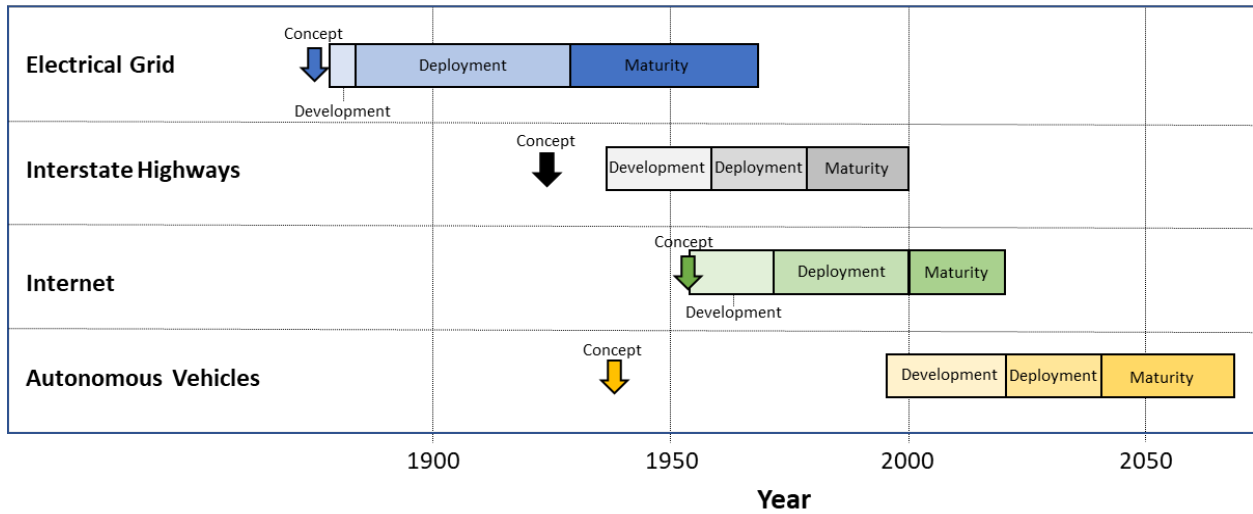 Concept
Electrical Grid
Deployment
Maturity
Development
Concept
Interstate Highways
Development
Deployment
Maturity
Concept
Internet
Deployment
Maturity
Development
Concept
Autonomous Vehicles
Development
Deployment
Maturity
1900
1950
2000
2050
Year